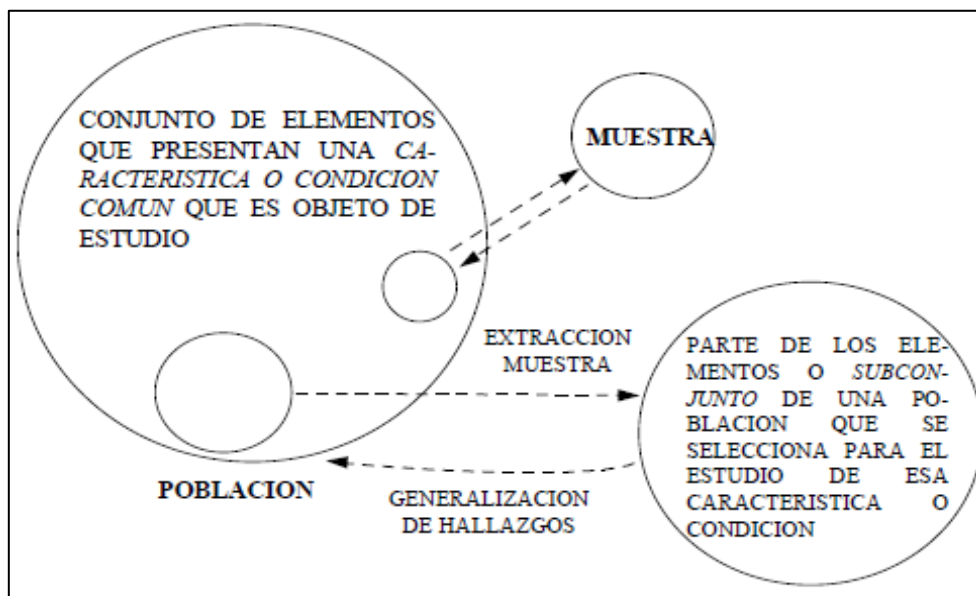 CONJUNTO DE ELEMENTOS
QUE PRESENTAN UNA CA-
RACTERISTICA O CONDICION
COMUN QUE ES OBJETO DE
ESTUDIO
MUESTRA
EXTRACCION
MUESTRA
PARTE DE LOS ELE-
MENTOS O SUBCON-
JUNTO DE UNA PO-
BLACION QUE SE
SELECCIONA PARA EL
ESTUDIO DE ESA
CARACTERISTICA O
CONDICION
POBLACION
GENERALIZACION
DE HALLAZGOS